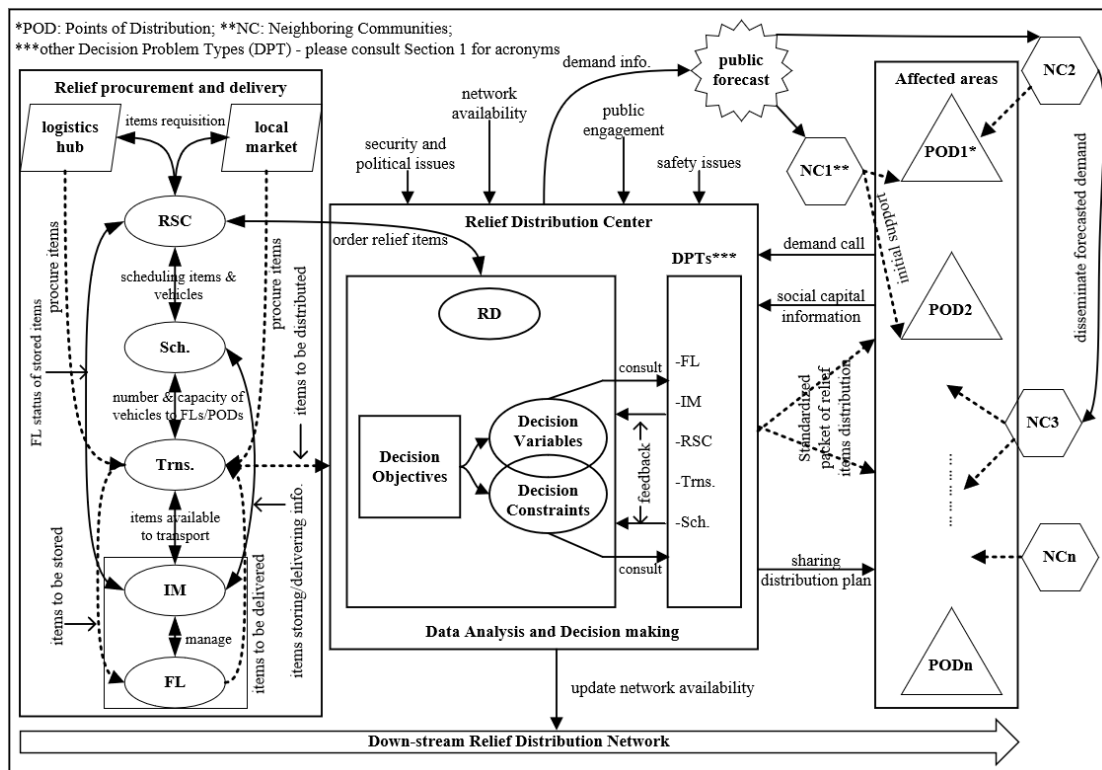 *POD: Points of Distribution; **NC: Neighboring Communities;
***other Decision Problem Types (DPT) - please consult Section 1 for acronyms
Relief procurement and delivery
logistics
hub
items requisition
local
market
RSC
scheduling items &
vehicles
Sch.
number & capacity of
vehicles to FLs/PODs
Trns.
items available
to transport
IM
manage
FL
FL status of stored items
procure items
procure items
items to be stored
items to be delivered
items storing/delivering info.
items to be distributed
order relief items
security and
political issues
network
availability
demand info.
public
engagement
safety issues
public
forecast
Relief Distribution Center
DPTs***
RD
Decision
Objectives
Decision
Variables
Decision
Constraints
consult
feedback
consult
-FL
-IM
-RSC
-Trns.
-Sch.
Data Analysis and Decision making
update network availability
demand call
social capital
information
Standardized
packet of relief
items distribution
sharing
distribution plan
initial support
NC1**
Affected areas
POD1*
POD2
... ... ... ...
PODn
NC2
NC3
NCn
disseminate forecasted demand
Down-stream Relief Distribution Network